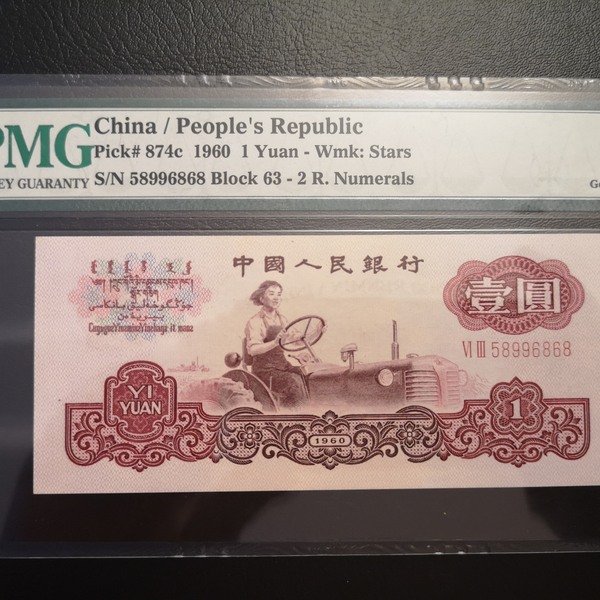 PMG
China / People's Republic
Pick# 874c 1960 1 Yuan - Wmk: Stars
EY GUARANTY
S/N 58996868 Block 63 - 2 R. Numerals
中國人民銀行
壹圓
VI III 58996868
YI
YUAN
1960
1